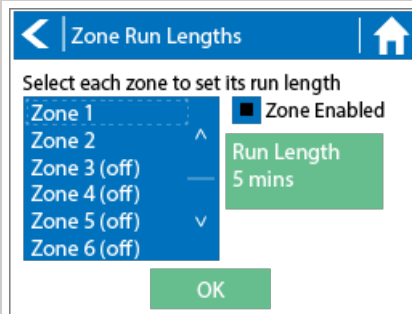 Zone Run Lengths
Select each zone to set its run length
Zone 1
Zone 2
Zone 3 (off)
Zone 4 (off)
Zone 5 (off)
Zone 6 (off)
Zone Enabled
Run Length
5 mins
OK